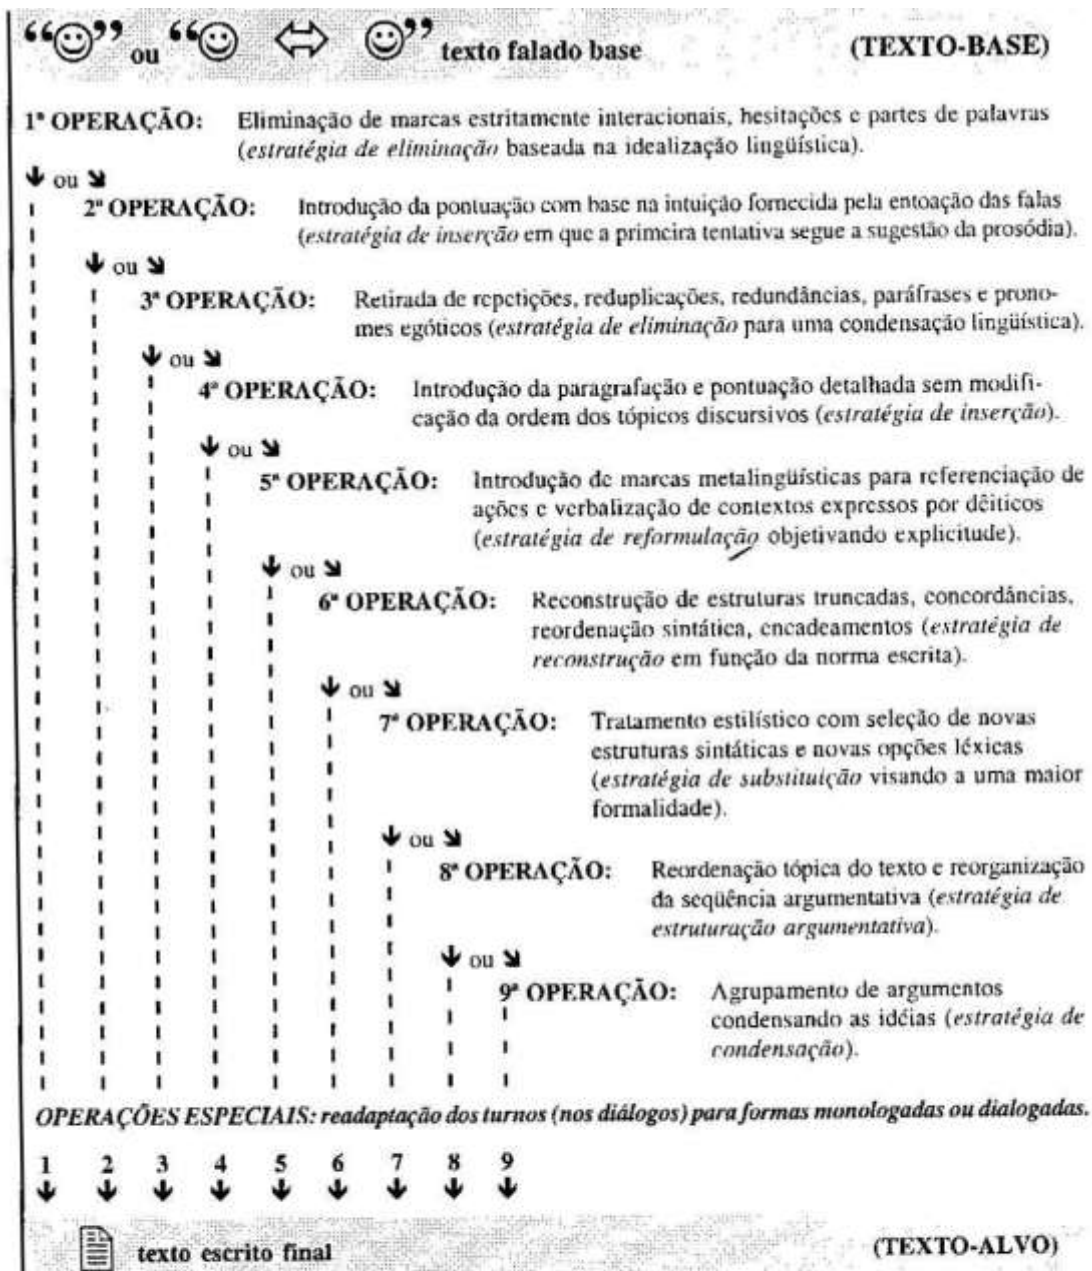 “☺” ou “☺ ⇔ ☺” texto falado base (TEXTO-BASE)
1ª OPERAÇÃO: Eliminação de marcas estritamente interacionais, hesitações e partes de palavras
(estratégia de eliminação baseada na idealização lingüística).
ou
2ª OPERAÇÃO: Introdução da pontuação com base na intuição fornecida pela entoação das falas
(estratégia de inserção em que a primeira tentativa segue a sugestão da prosódia).
ou
3ª OPERAÇÃO: Retirada de repetições, reduplicações, redundâncias, paráfrases e prono-
mes egóticos (estratégia de eliminação para uma condensação lingüística).
ou
4ª OPERAÇÃO: Introdução da paragrafação e pontuação detalhada sem modifi-
cação da ordem dos tópicos discursivos (estratégia de inserção).
ou
5ª OPERAÇÃO: Introdução de marcas metalingüísticas para referenciação de
ações e verbalização de contextos expressos por dêiticos
(estratégia de reformulação objetivando explicitude).
ou
6ª OPERAÇÃO: Reconstrução de estruturas truncadas, concordâncias,
reordenação sintática, encadeamentos (estratégia de
reconstrução em função da norma escrita).
ou
7ª OPERAÇÃO: Tratamento estilístico com seleção de novas
estruturas sintáticas e novas opções léxicas
(estratégia de substituição visando a uma maior
formalidade).
ou
8ª OPERAÇÃO: Reordenação tópica do texto e reorganização
da seqüência argumentativa (estratégia de
estruturação argumentativa).
ou
9ª OPERAÇÃO: Agrupamento de argumentos
condensando as idéias (estratégia de
condensação).
OPERAÇÕES ESPECIAIS: readaptação dos turnos (nos diálogos) para formas monologadas ou dialogadas.
1 2 3 4 5 6 7 8 9
texto escrito final (TEXTO-ALVO)